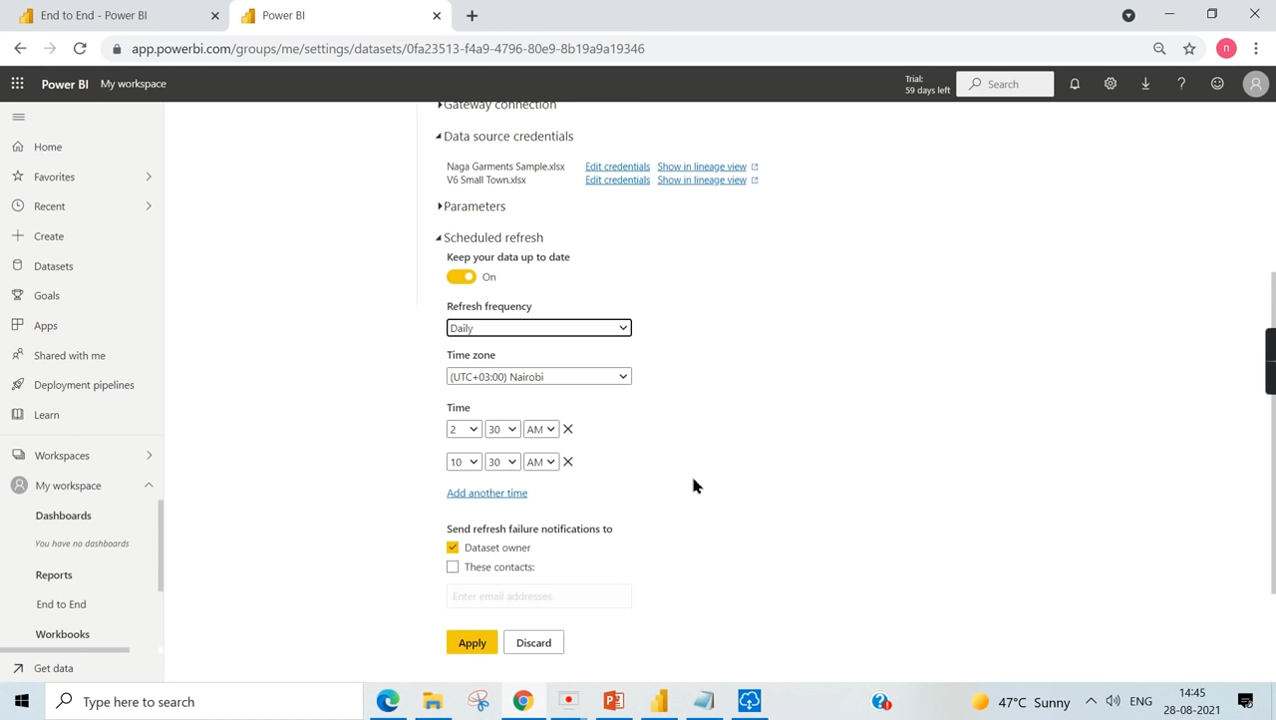 End to End - Power BI
Power BI
app.powerbi.com/groups/me/settings/datasets/0fa23513-f4a9-4796-80e9-8b19a9a19346
Power BI My workspace
Trial:
59 days left
Search
Gateway connection
Data source credentials
Naga Garments Sample.xlsx Edit credentials Show in lineage view
V6 Small Town.xlsx Edit credentials Show in lineage view
Parameters
Scheduled refresh
Keep your data up to date
On
Refresh frequency
Daily
Time zone
(UTC+03:00) Nairobi
Time
2 30 AM
10 30 AM
Add another time
Send refresh failure notifications to
Dataset owner
These contacts:
Enter email addresses
Apply Discard
Home
Favorites
Recent
Create
Datasets
Goals
Apps
Shared with me
Deployment pipelines
Learn
Workspaces
My workspace
Dashboards
You have no dashboards
Reports
End to End
Workbooks
Get data
Type here to search
47°C Sunny
ENG
14:45
28-08-2021